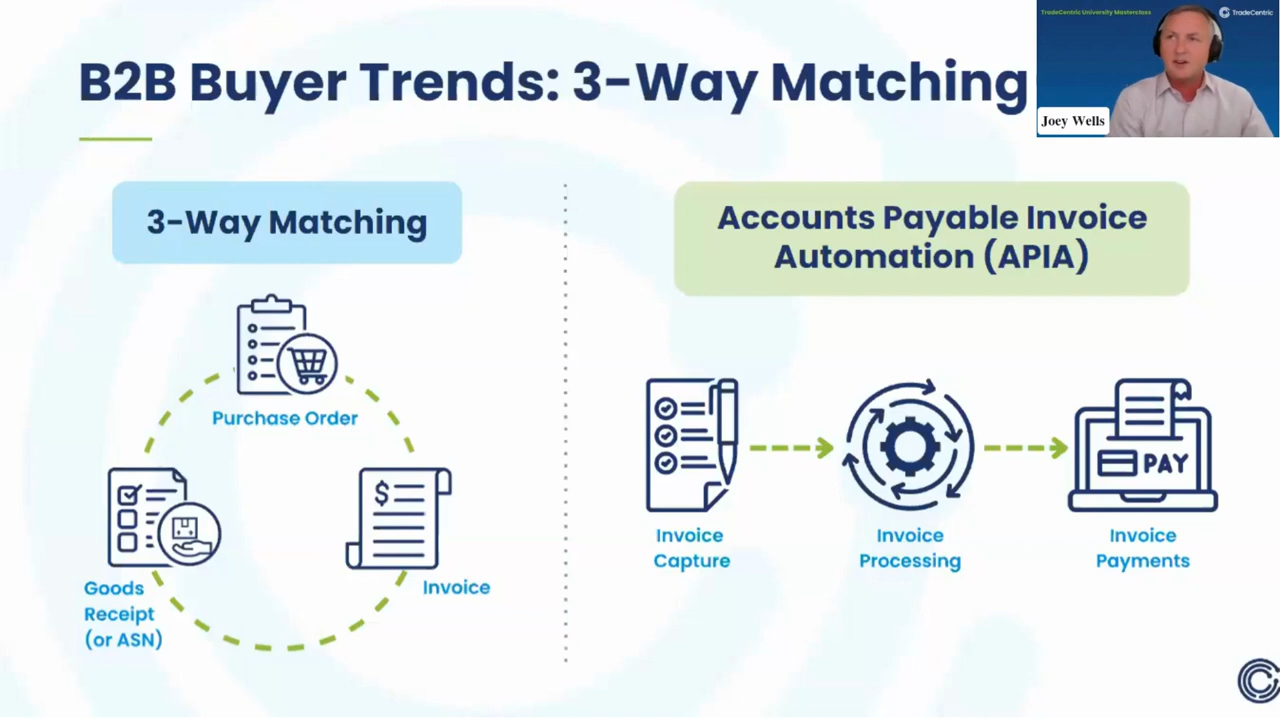 TradeCentric University Masterclass
TradeCentric
B2B Buyer Trends: 3-Way Matching
Joey Wells
3-Way Matching
Purchase Order
Goods
Receipt
(or ASN)
$
Invoice
Accounts Payable Invoice
Automation (APIA)
Invoice
Capture
Invoice
Processing
PAY
Invoice
Payments